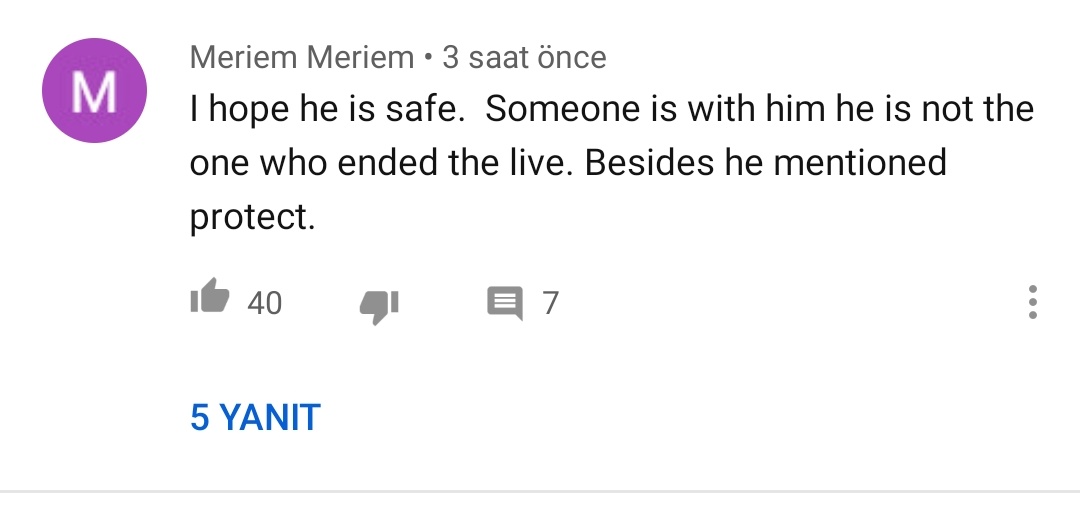 M
Meriem Meriem • 3 saat önce
I hope he is safe.  Someone is with him he is not the
one who ended the live. Besides he mentioned
protect.
40 7
5 YANIT